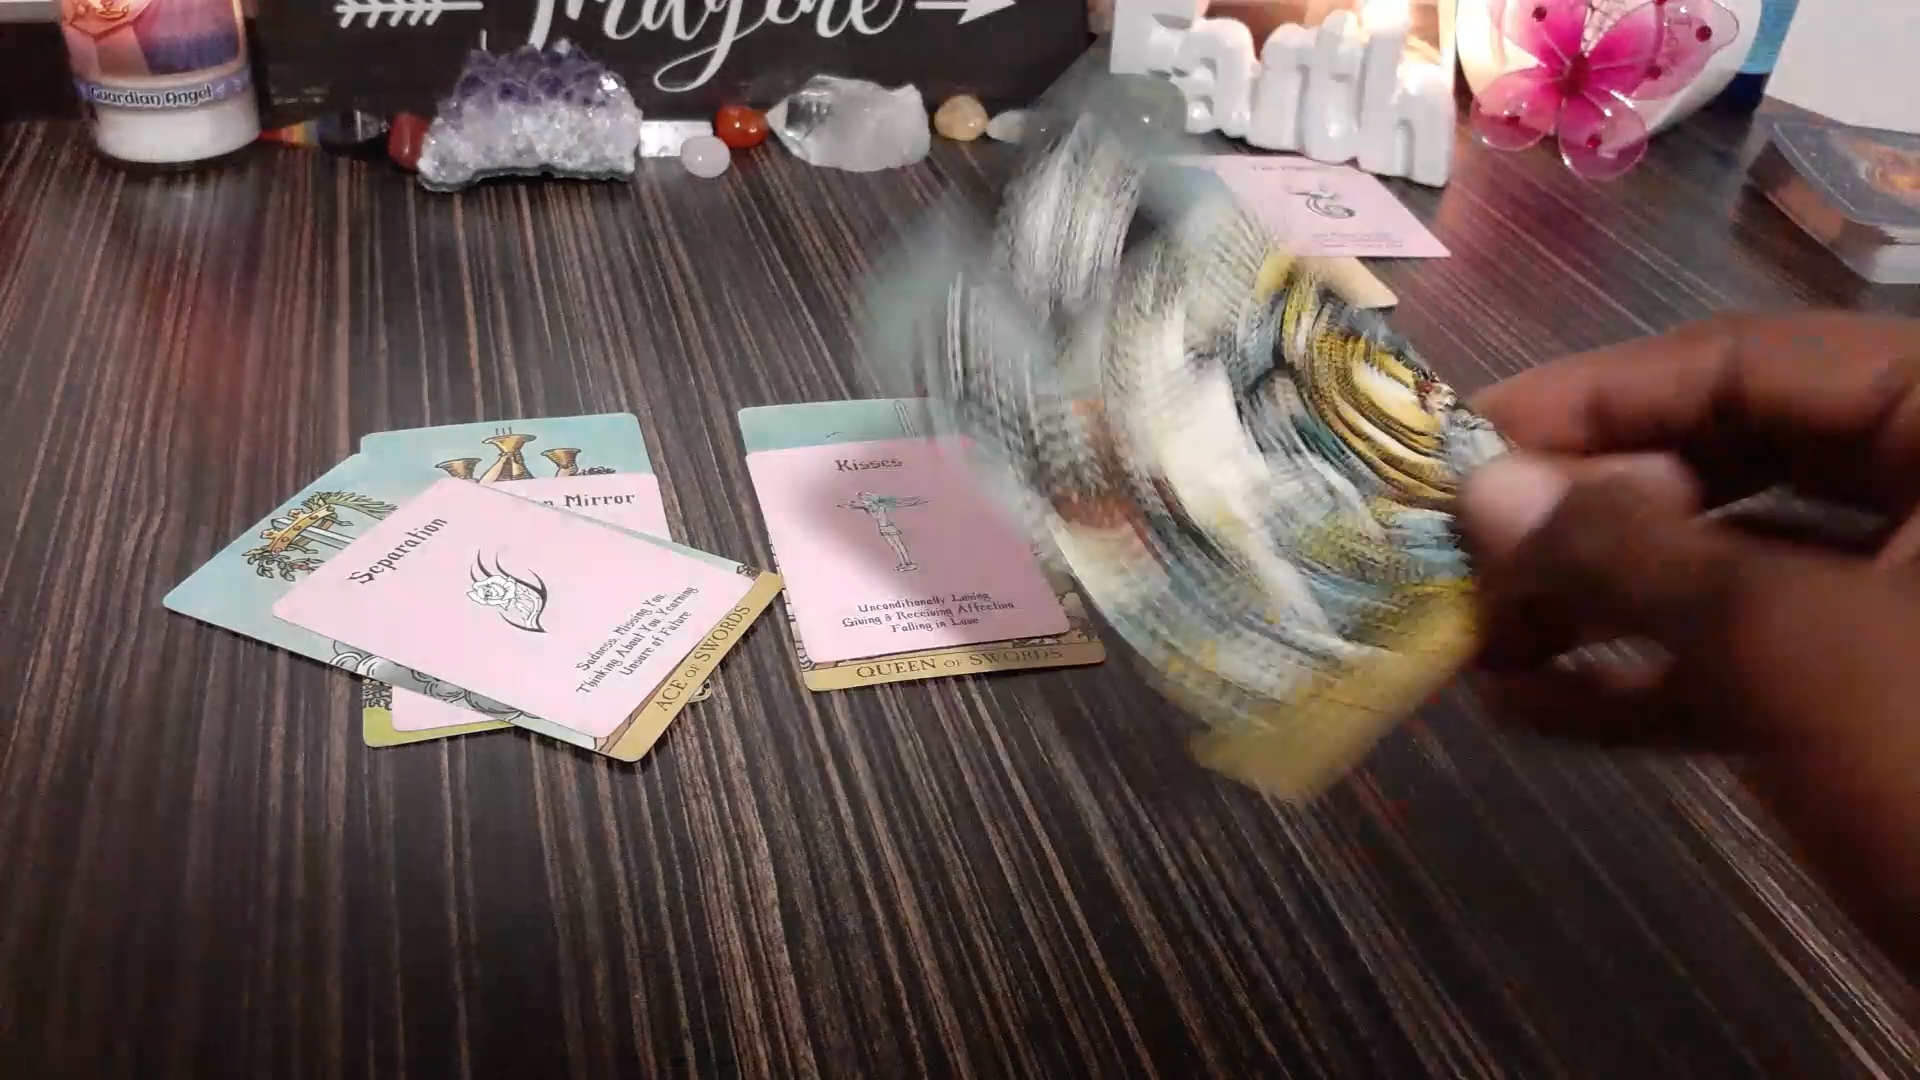 Guardian Angel
Faith
III
n Mirror
Separation
Sadness, Missing You,
Thinking About You, Yearning
Unsure of Future
ACE OF SWORDS
Kisses
Unconditionally Loving
Giving & Receiving Affection
Falling in Love
QUEEN OF SWORDS